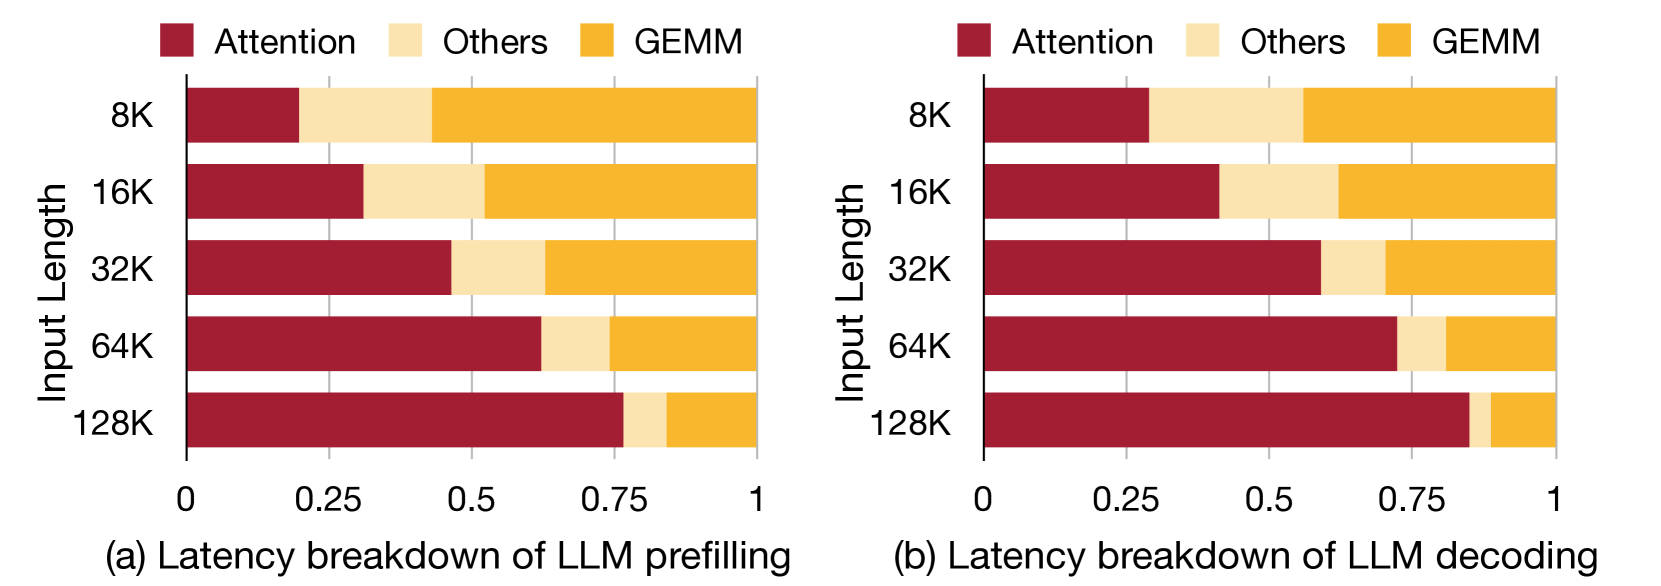 Attention Others GEMM
Input Length
8K
16K
32K
64K
128K
0 0.25 0.5 0.75 1
(a) Latency breakdown of LLM prefilling
Attention Others GEMM
Input Length
8K
16K
32K
64K
128K
0 0.25 0.5 0.75 1
(b) Latency breakdown of LLM decoding